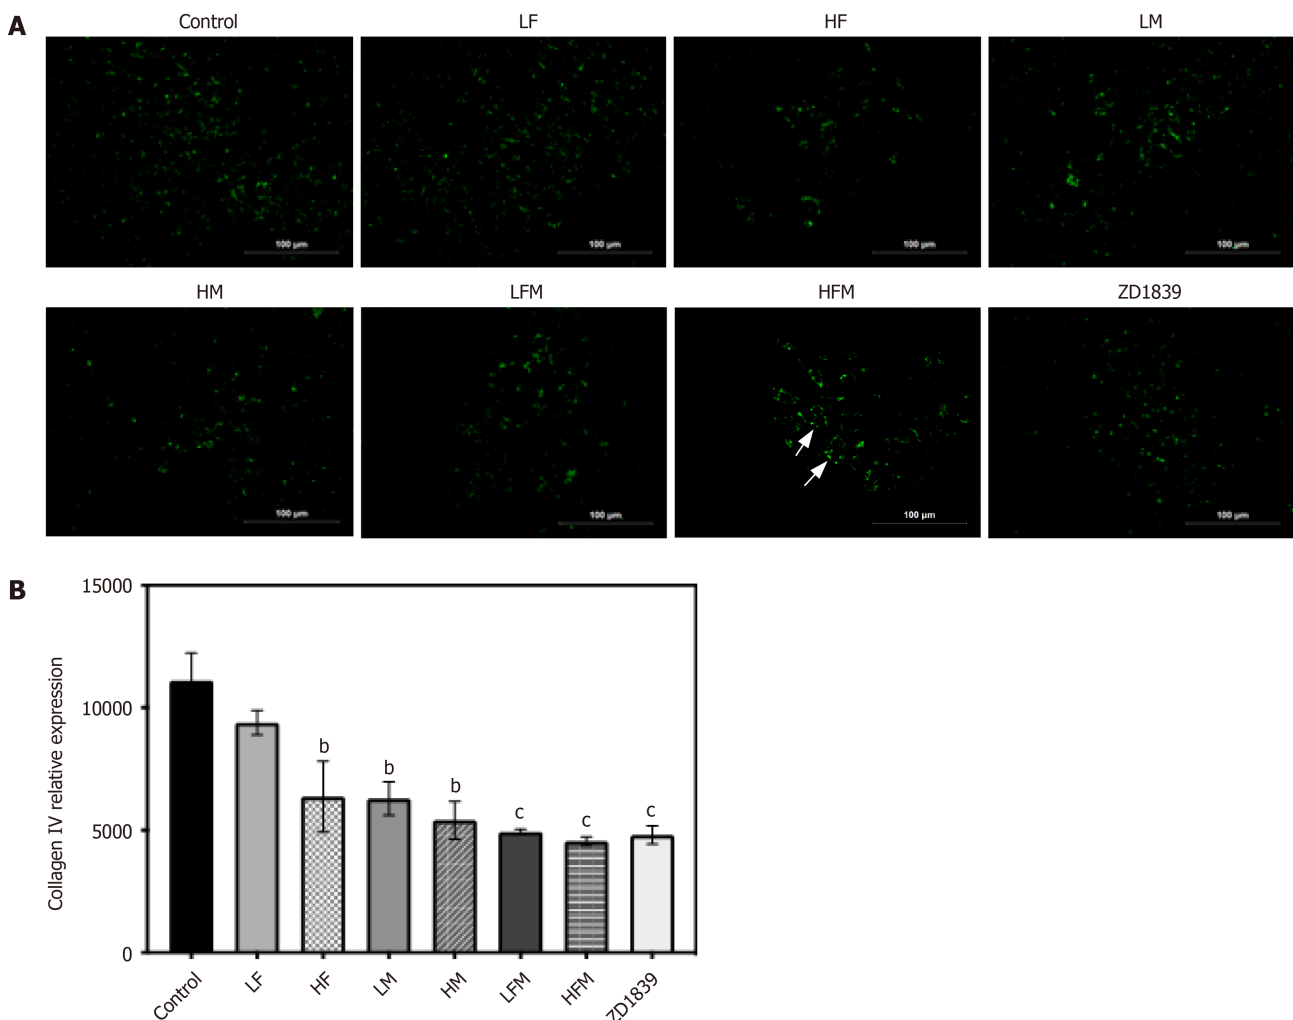 A
Control LF HF LM
100 µm 100 µm 100 µm 100 µm
HM LFM HFM ZD1839
100 µm 100 µm 100 µm 100 µm
B
Collagen IV relative expression
15000
10000
5000
0
b b b c c c
Control LF HF LM HM LFM HFM ZD1839